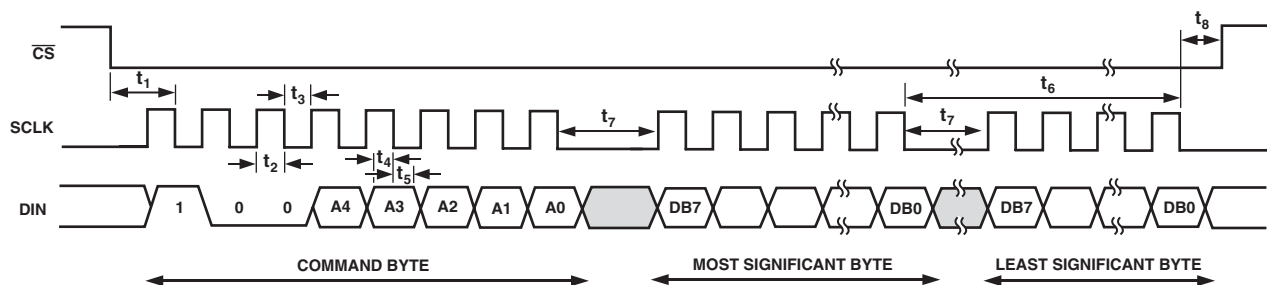 t8
CS
t1
t6
t3
SCLK
t7
t7
t2
t4
t5
DIN
1 0 0 A4 A3 A2 A1 A0 DB7 DB0 DB7 DB0
COMMAND BYTE MOST SIGNIFICANT BYTE LEAST SIGNIFICANT BYTE